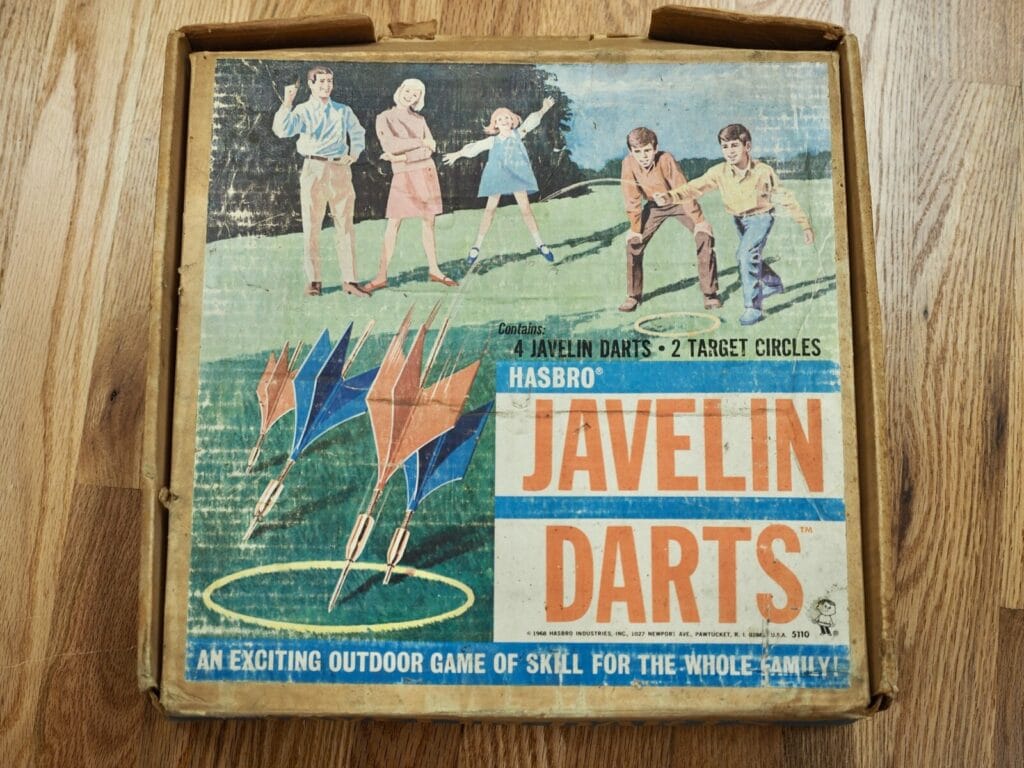 Contains:
4 JAVELIN DARTS • 2 TARGET CIRCLES
HASBRO®
JAVELIN
DARTS™
© 1968 HASBRO INDUSTRIES, INC., 1027 NEWPORT AVE., PAWTUCKET, R. I. U.S.A. 5110 ®
AN EXCITING OUTDOOR GAME OF SKILL FOR THE WHOLE FAMILY!